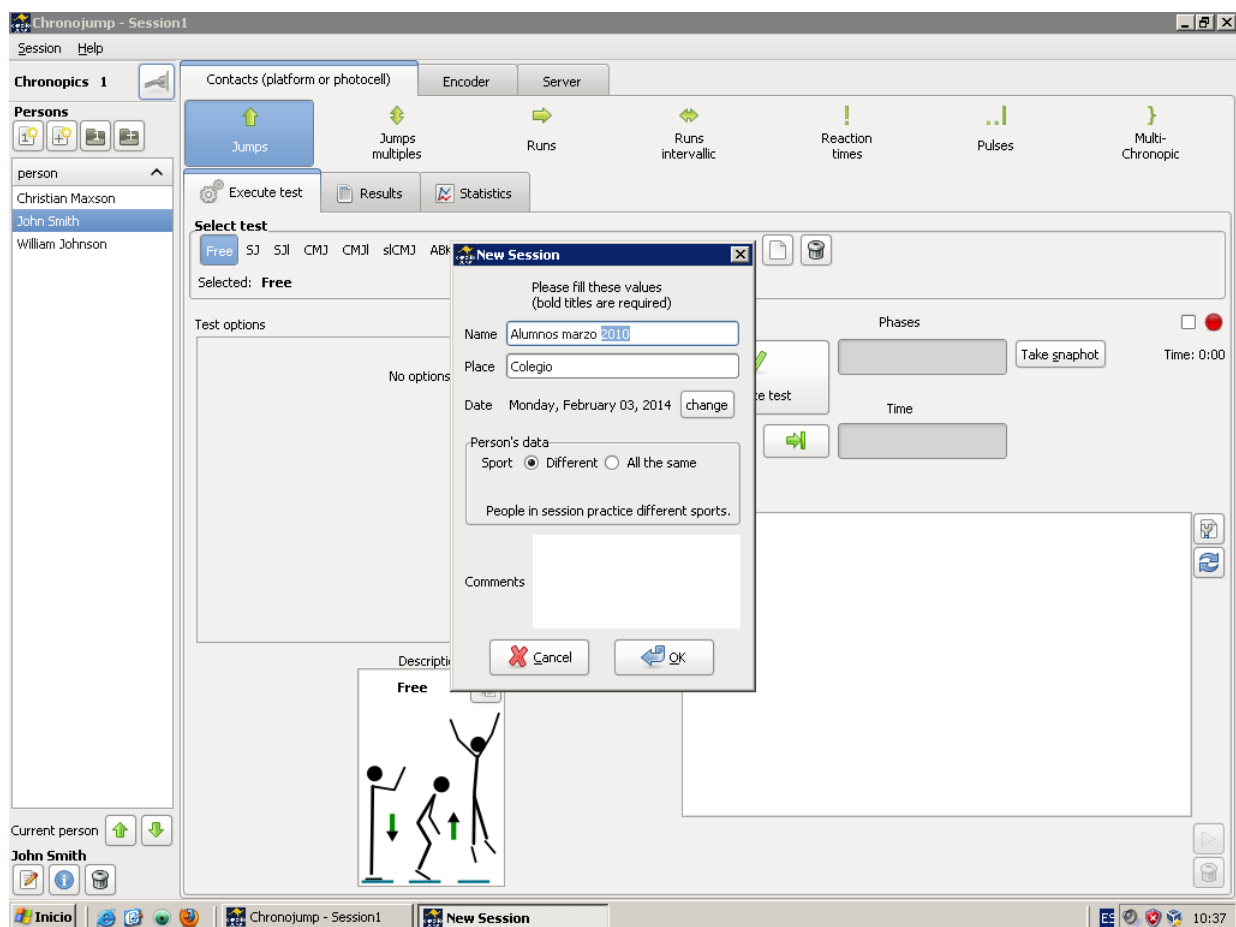 Chronojump - Session1
Session Help
Chronopics 1
Contacts (platform or photocell) Encoder Server
Persons
Jumps
Jumps multiples
Runs
Runs intervallic
Reaction times
..| Pulses
Multi-Chronopic
person
Christian Maxson
John Smith
William Johnson
Execute test Results Statistics
Select test
Free SJ SJl CMJ CMJl slCMJ
Selected: Free
Test options
No options
Phases
Take snaphot
Time: 0:00
test
Time
New Session
Please fill these values
(bold titles are required)
Name Alumnos marzo 2010
Place Colegio
Date Monday, February 03, 2014 change
Person's data
Sport Different All the same
People in session practice different sports.
Comments
Cancel OK
Free
Current person
John Smith
Inicio Chronojump - Session1 New Session ES 10:37